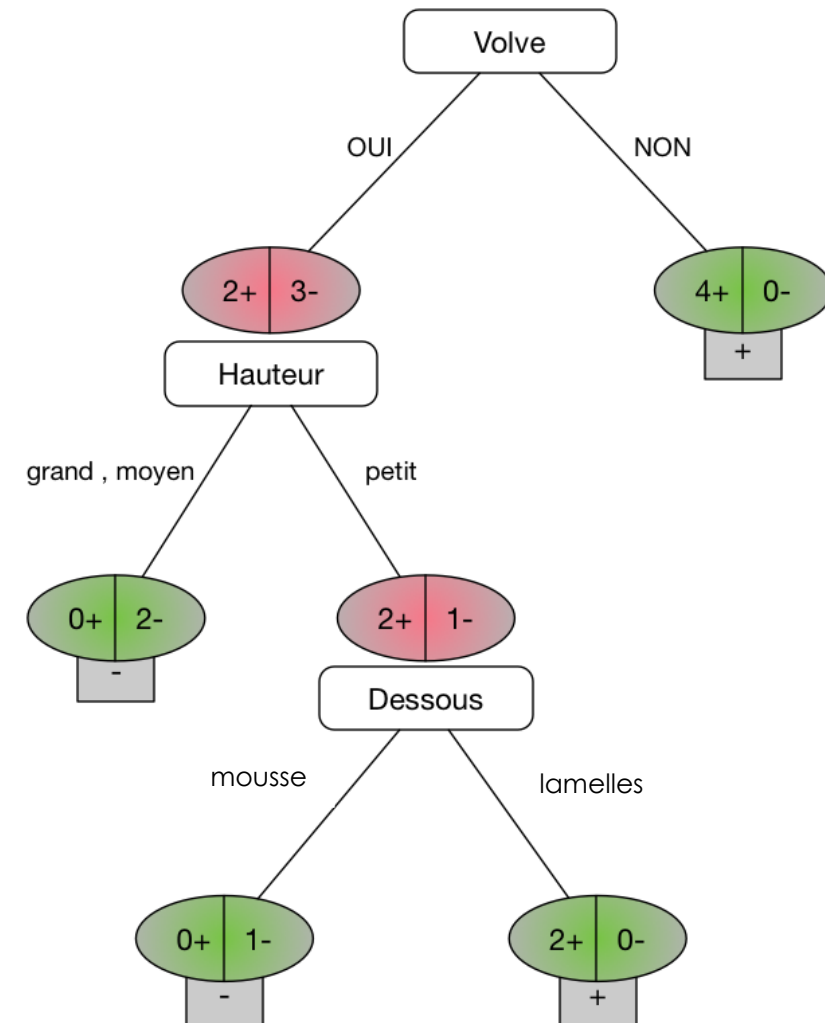 Volve
OUI
NON
2+ 3-
4+ 0-
+
Hauteur
grand , moyen
petit
0+ 2-
2+ 1-
-
Dessous
mousse
lamelles
0+ 1-
2+ 0-
-
+